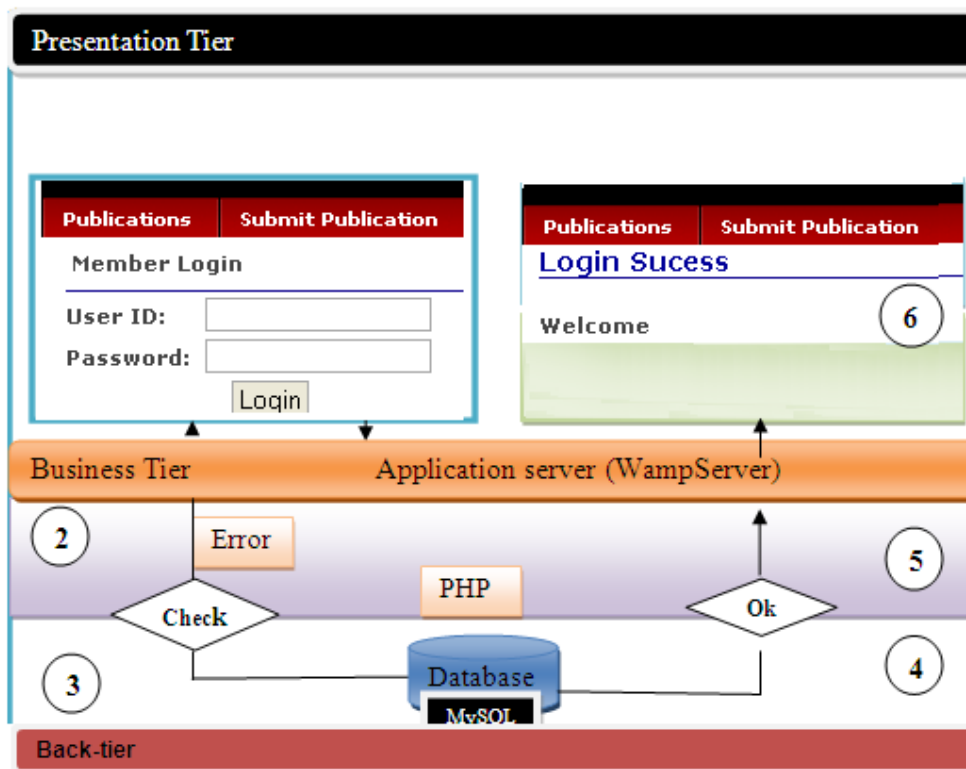 Presentation Tier
Publications Submit Publication
Member Login
User ID:
Password:
Login
Publications Submit Publication
Login Sucess
Welcome
6
Business Tier Application server (WampServer)
2
Error
5
PHP
Check
Ok
3
Database
MySQL
4
Back-tier